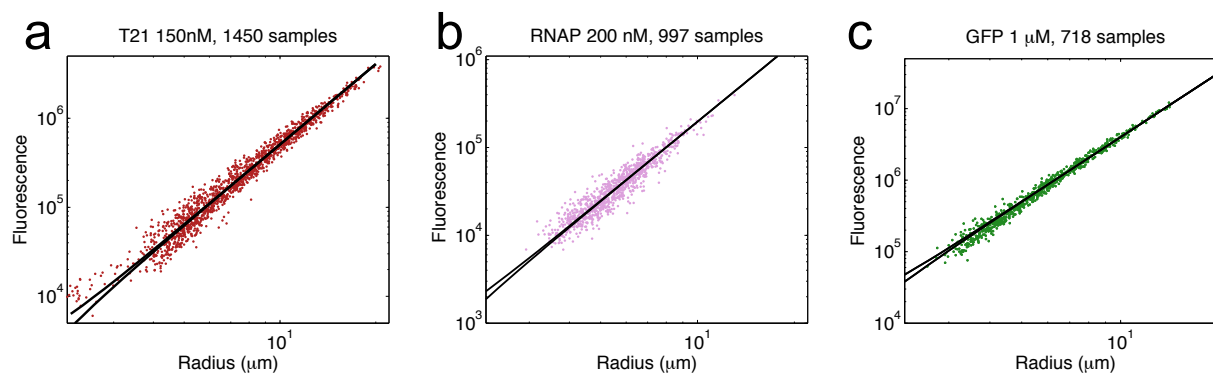 a
T21 150nM, 1450 samples
Fluorescence
10^6
10^5
10^4
10^1
Radius (μm)
b
RNAP 200 nM, 997 samples
Fluorescence
10^6
10^5
10^4
10^3
10^1
Radius (μm)
c
GFP 1 μM, 718 samples
Fluorescence
10^7
10^6
10^5
10^4
10^1
Radius (μm)